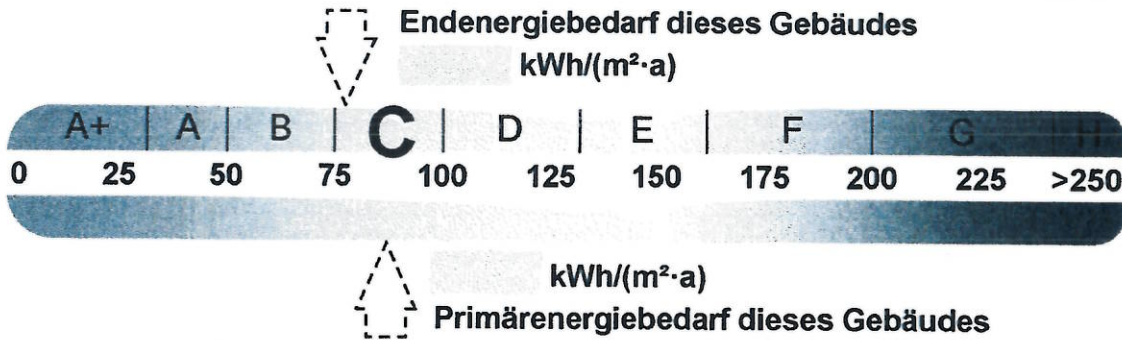 Endenergiebedarf dieses Gebäudes
kWh/(m²·a)
A+ A B C D E F G H
0 25 50 75 100 125 150 175 200 225 >250
kWh/(m²·a)
Primärenergiebedarf dieses Gebäudes